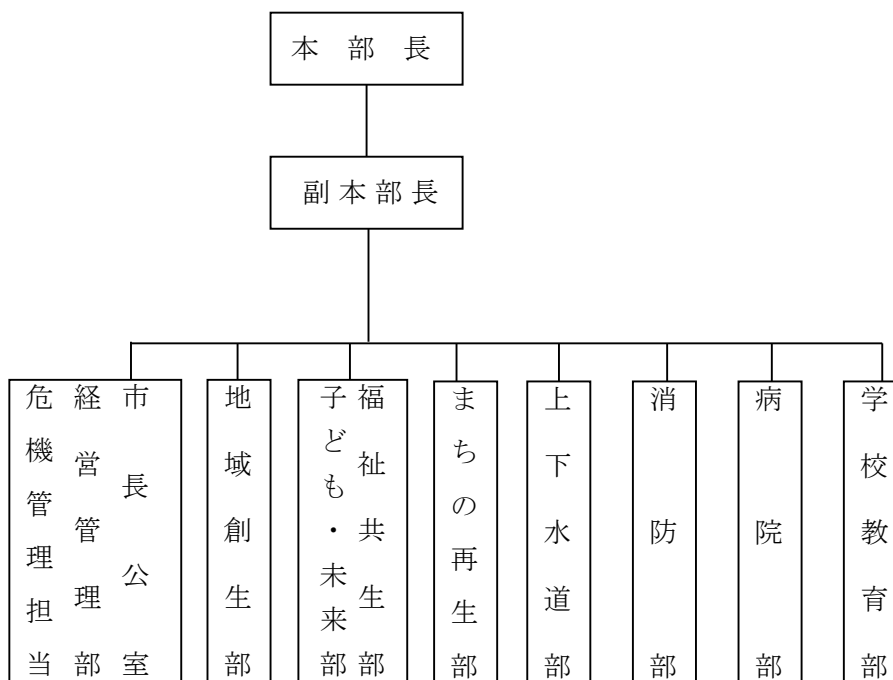 本部長
副本部長
市長公室
経営管理部
危機管理担当
地域創生部
福祉共生部
子ども・未来部
まちの再生部
上下水道部
消防部
病院部
学校教育部